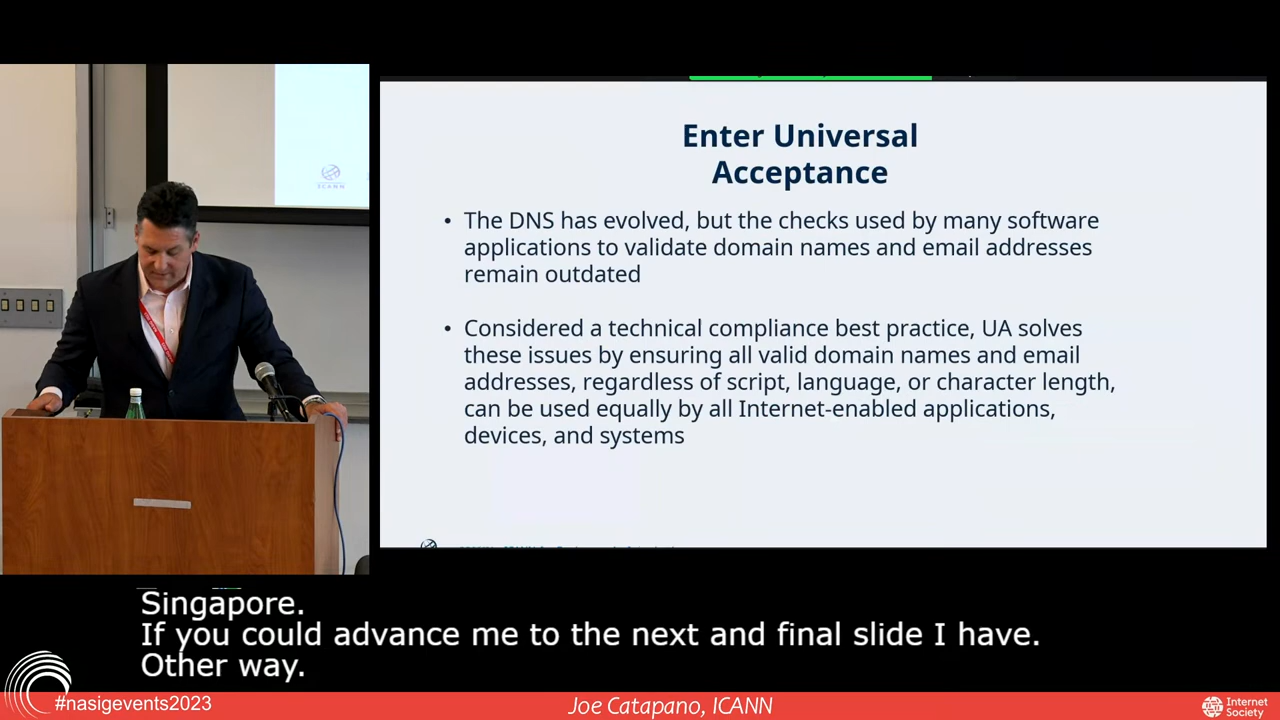 Enter Universal
Acceptance
• The DNS has evolved, but the checks used by many software
applications to validate domain names and email addresses
remain outdated
• Considered a technical compliance best practice, UA solves
these issues by ensuring all valid domain names and email
addresses, regardless of script, language, or character length,
can be used equally by all Internet-enabled applications,
devices, and systems
ICANN
Singapore.
If you could advance me to the next and final slide I have.
Other way.
#nasigevents2023
Joe Catapano, ICANN
Internet
Society